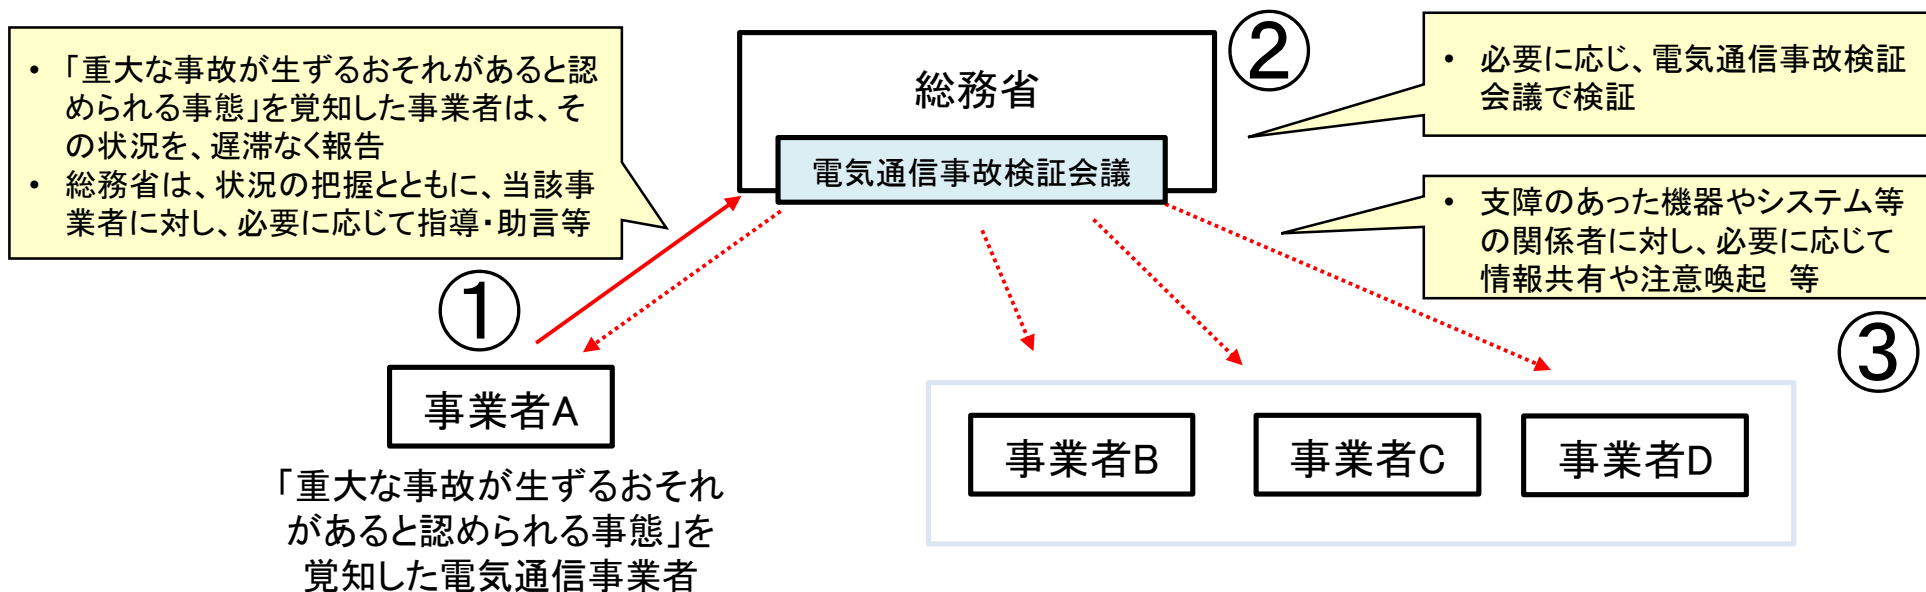 • 「重大な事故が生ずるおそれがあると認
められる事態」を覚知した事業者は、そ
の状況を、遅滞なく報告
• 総務省は、状況の把握とともに、当該事
業者に対し、必要に応じて指導・助言等
①
総務省
電気通信事故検証会議
②
• 必要に応じ、電気通信事故検証
会議で検証
• 支障のあった機器やシステム等
の関係者に対し、必要に応じて
情報共有や注意喚起　等
③
事業者A
「重大な事故が生ずるおそれ
があると認められる事態」を
覚知した電気通信事業者
事業者B
事業者C
事業者D